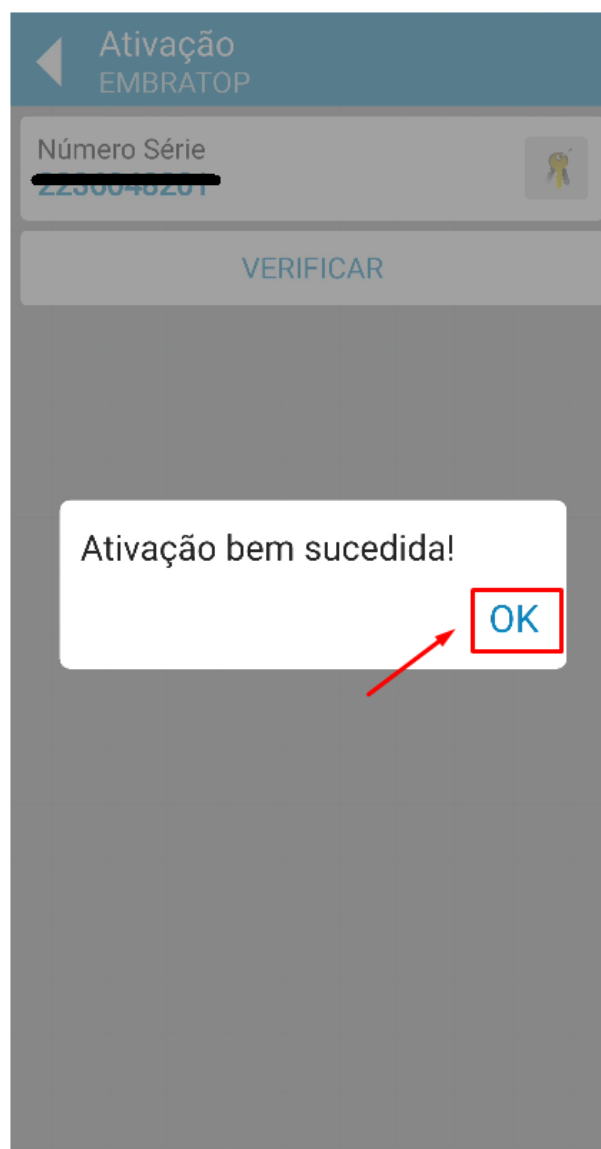 Ativação
EMBRATOP
Número Série
VERIFICAR
Ativação bem sucedida!
OK